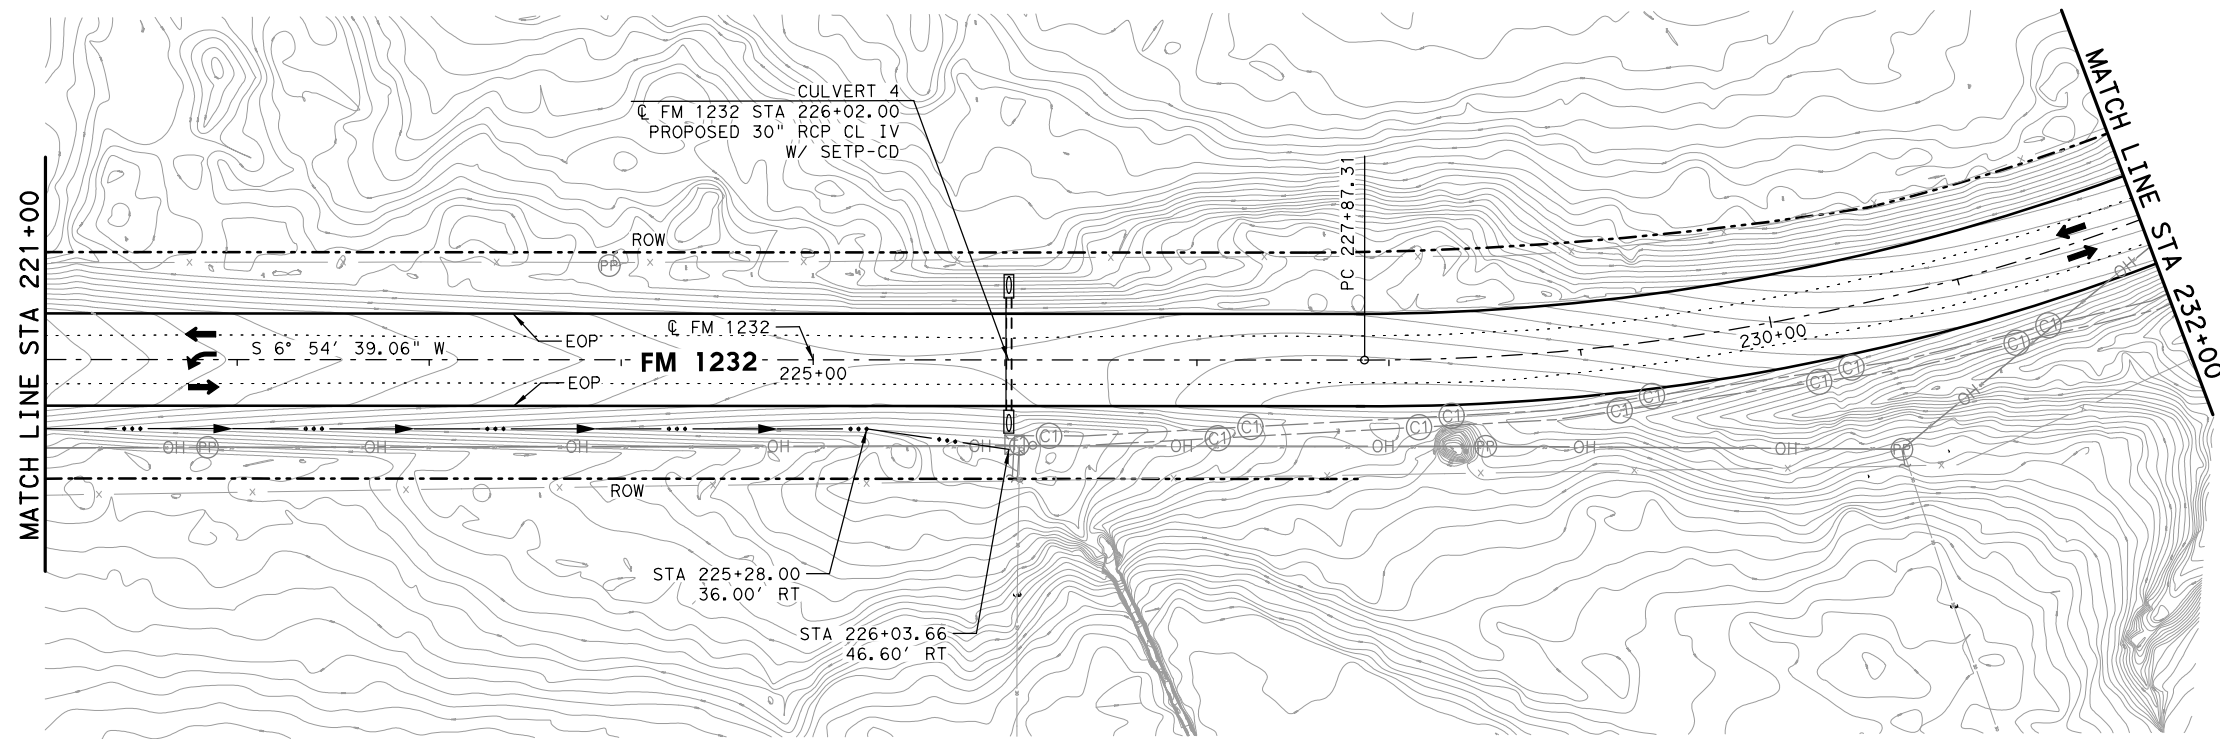 CULVERT 4
℄ FM 1232 STA 226+02.00
PROPOSED 30" RCP CL IV
W/ SETP-CD
MATCH LINE STA 221+00
ROW
PP
PC 227+87.31
MATCH LINE STA 232+00
OH
EOP
℄ FM 1232
S 6° 54' 39.06" W
FM 1232
225+00
230+00
EOP
C1
C1
C1
C1
C1
C1
C1
C1
C1
C1
C1
OH
OH
PP
OH
OH
OH
OH
OH
OH
OH
PP
OH
OH
PP
ROW
STA 225+28.00
36.00' RT
STA 226+03.66
46.60' RT